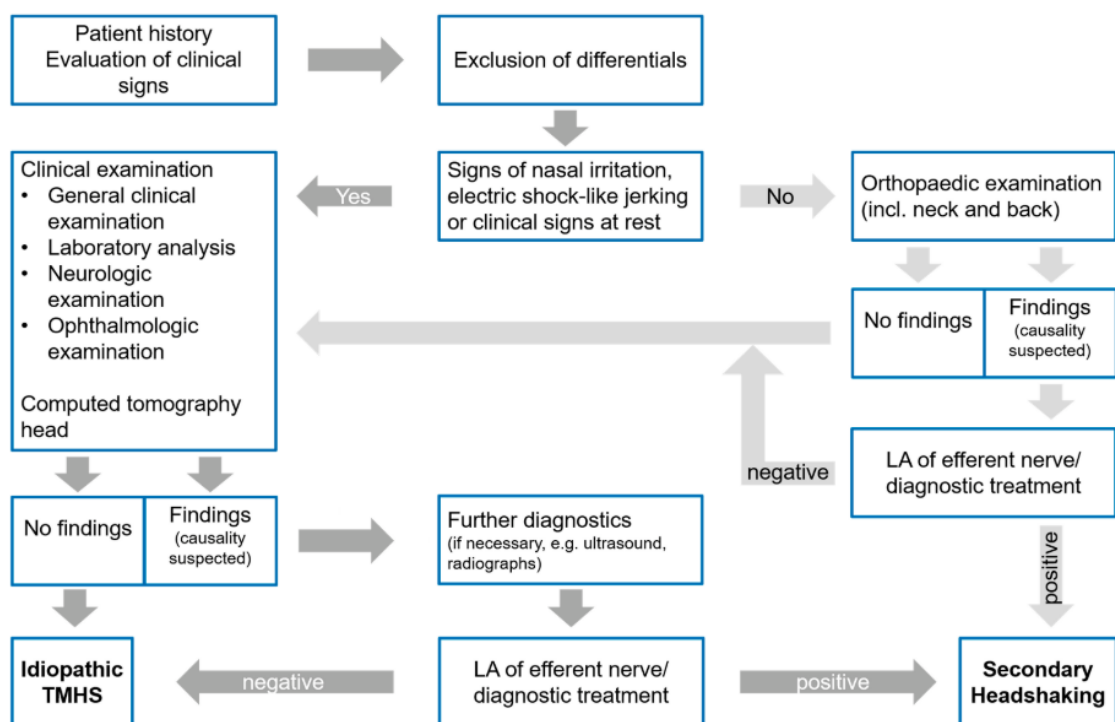 Patient history
Evaluation of clinical
signs
Exclusion of differentials
Clinical examination
• General clinical
examination
• Laboratory analysis
• Neurologic
examination
• Ophthalmologic
examination
Computed tomography
head
Yes
Signs of nasal irritation,
electric shock-like jerking
or clinical signs at rest
No
Orthopaedic examination
(incl. neck and back)
No findings
Findings
(causality
suspected)
negative
LA of efferent nerve/
diagnostic treatment
positive
No findings
Findings
(causality
suspected)
Further diagnostics
(if necessary, e.g. ultrasound,
radiographs)
Idiopathic
TMHS
negative
LA of efferent nerve/
diagnostic treatment
positive
Secondary
Headshaking